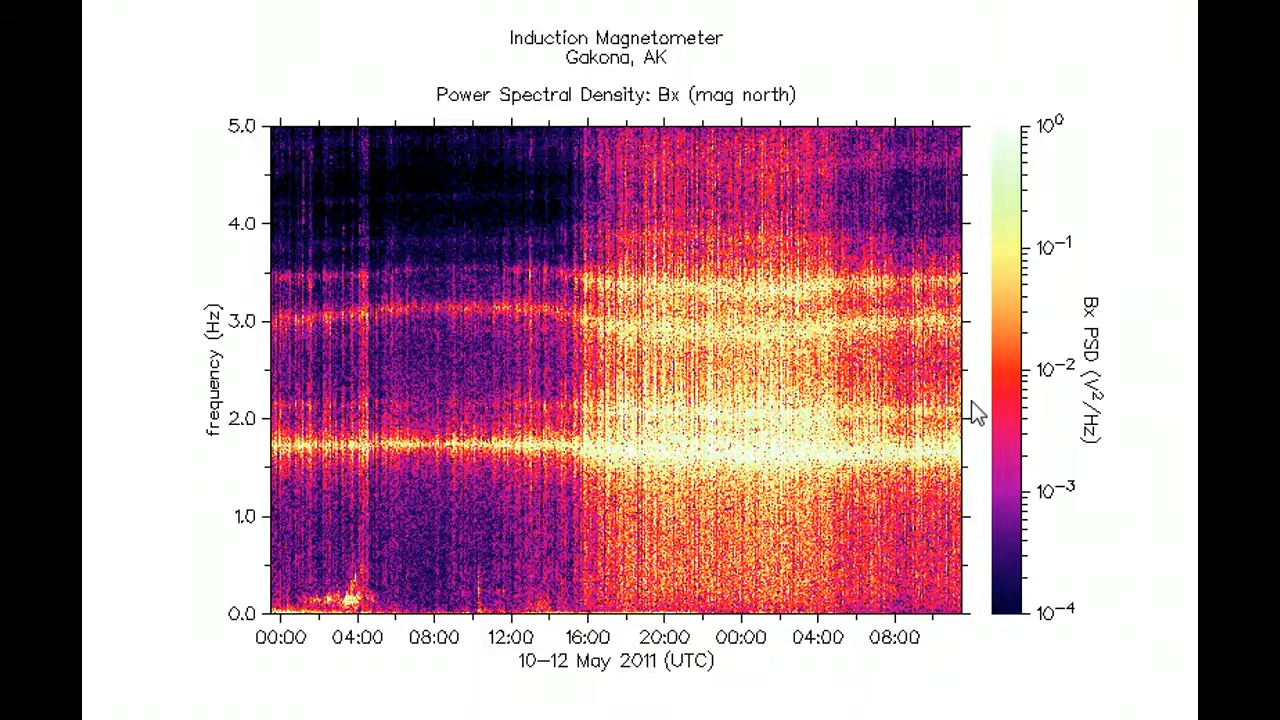 Induction Magnetometer
Gakona, AK
Power Spectral Density: Bx (mag north)
5.0
4.0
3.0
2.0
1.0
0.0
frequency (Hz)
00:00 04:00 08:00 12:00 16:00 20:00 00:00 04:00 08:00
10-12 May 2011 (UTC)
10⁰
10⁻¹
10⁻²
10⁻³
10⁻⁴
Bx PSD (V²/Hz)